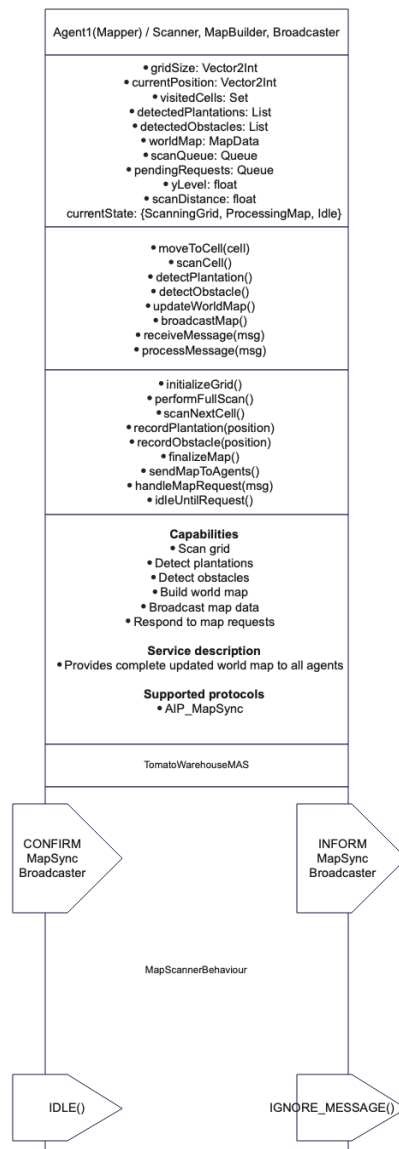 Agent1(Mapper) / Scanner, MapBuilder, Broadcaster
• gridSize: Vector2Int
• currentPosition: Vector2Int
• visitedCells: Set
• detectedPlantations: List
• detectedObstacles: List
• worldMap: MapData
• scanQueue: Queue
• pendingRequests: Queue
• yLevel: float
• scanDistance: float
currentState: {ScanningGrid, ProcessingMap, Idle}
• moveToCell(cell)
• scanCell()
• detectPlantation()
• detectObstacle()
• updateWorldMap()
• broadcastMap()
• receiveMessage(msg)
• processMessage(msg)
• initializeGrid()
• performFullScan()
• scanNextCell()
• recordPlantation(position)
• recordObstacle(position)
• finalizeMap()
• sendMapToAgents()
• handleMapRequest(msg)
• idleUntilRequest()
Capabilities
• Scan grid
• Detect plantations
• Detect obstacles
• Build world map
• Broadcast map data
• Respond to map requests
Service description
• Provides complete updated world map to all agents
Supported protocols
• AIP_MapSync
TomatoWarehouseMAS
CONFIRM
MapSync
Broadcaster
INFORM
MapSync
Broadcaster
MapScannerBehaviour
IDLE()
IGNORE_MESSAGE()